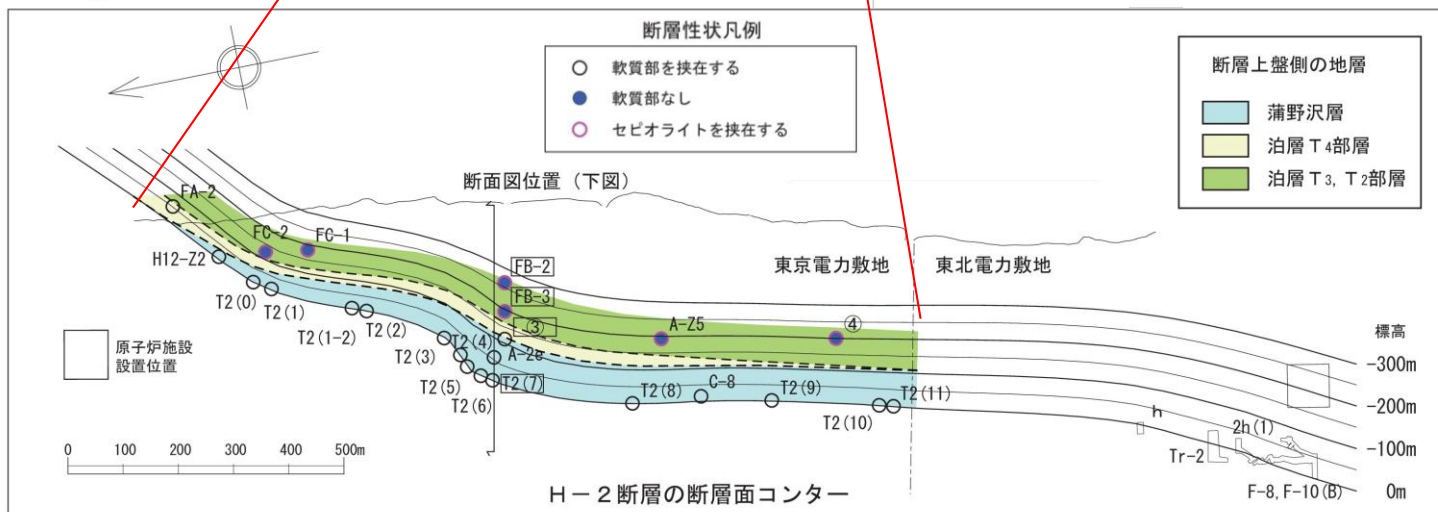 断層性状凡例
軟質部を挟在する
軟質部なし
セピオライトを挟在する
断層上盤側の地層
蒲野沢層
泊層T4部層
泊層T3, T2部層
断面図位置（下図）
FA-2
FC-2
FC-1
H12-Z2
FB-2
東京電力敷地
東北電力敷地
T2(0)
T2(1)
FB-3
③
A-Z5
④
標高
原子炉施設
設置位置
T2(1-2)
T2(2)
T2(4)
A-2e
T2(3)
-300m
T2(5)
T2(7)
T2(6)
T2(8)
C-8
T2(9)
T2(10)
T2(11)
-200m
h
2h(1)
-100m
Tr-2
0
100
200
300
400
500m
F-8, F-10(B)
0m
H－2断層の断層面コンター